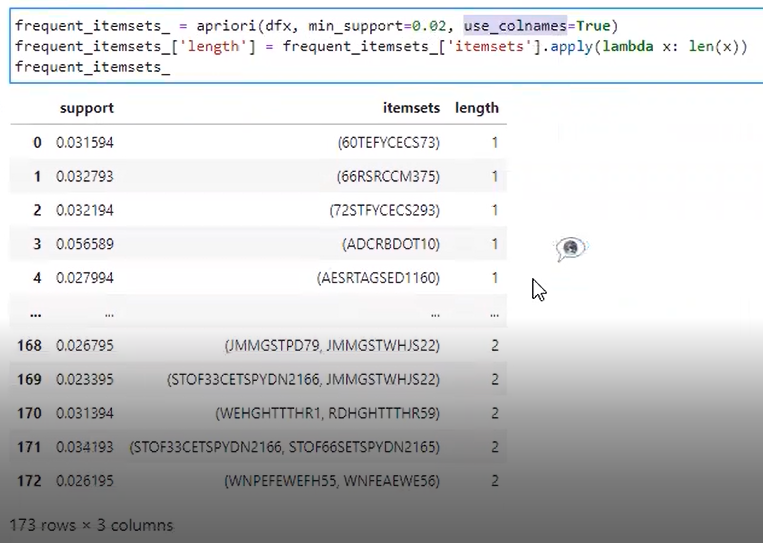 frequent_itemsets_ = apriori(dfx, min_support=0.02, use_colnames=True)
frequent_itemsets_['length'] = frequent_itemsets_['itemsets'].apply(lambda x: len(x))
frequent_itemsets_
support itemsets length
0 0.031594 (60TEFYCECS73) 1
1 0.032793 (66RSRCCM375) 1
2 0.032194 (72STFYCECS293) 1
3 0.056589 (ADCRBDOT10) 1
4 0.027994 (AESRTAGSED1160) 1
... ... ... ...
168 0.026795 (JMMGSTPD79, JMMGSTWHJS22) 2
169 0.023395 (STOF33CETSPYDN2166, JMMGSTWHJS22) 2
170 0.031394 (WEHGHTTTHR1, RDHGHTTTHR59) 2
171 0.034193 (STOF33CETSPYDN2166, STOF66SETSPYDN2165) 2
172 0.026195 (WNPEFEWEFH55, WNFEAEWE56) 2
173 rows × 3 columns